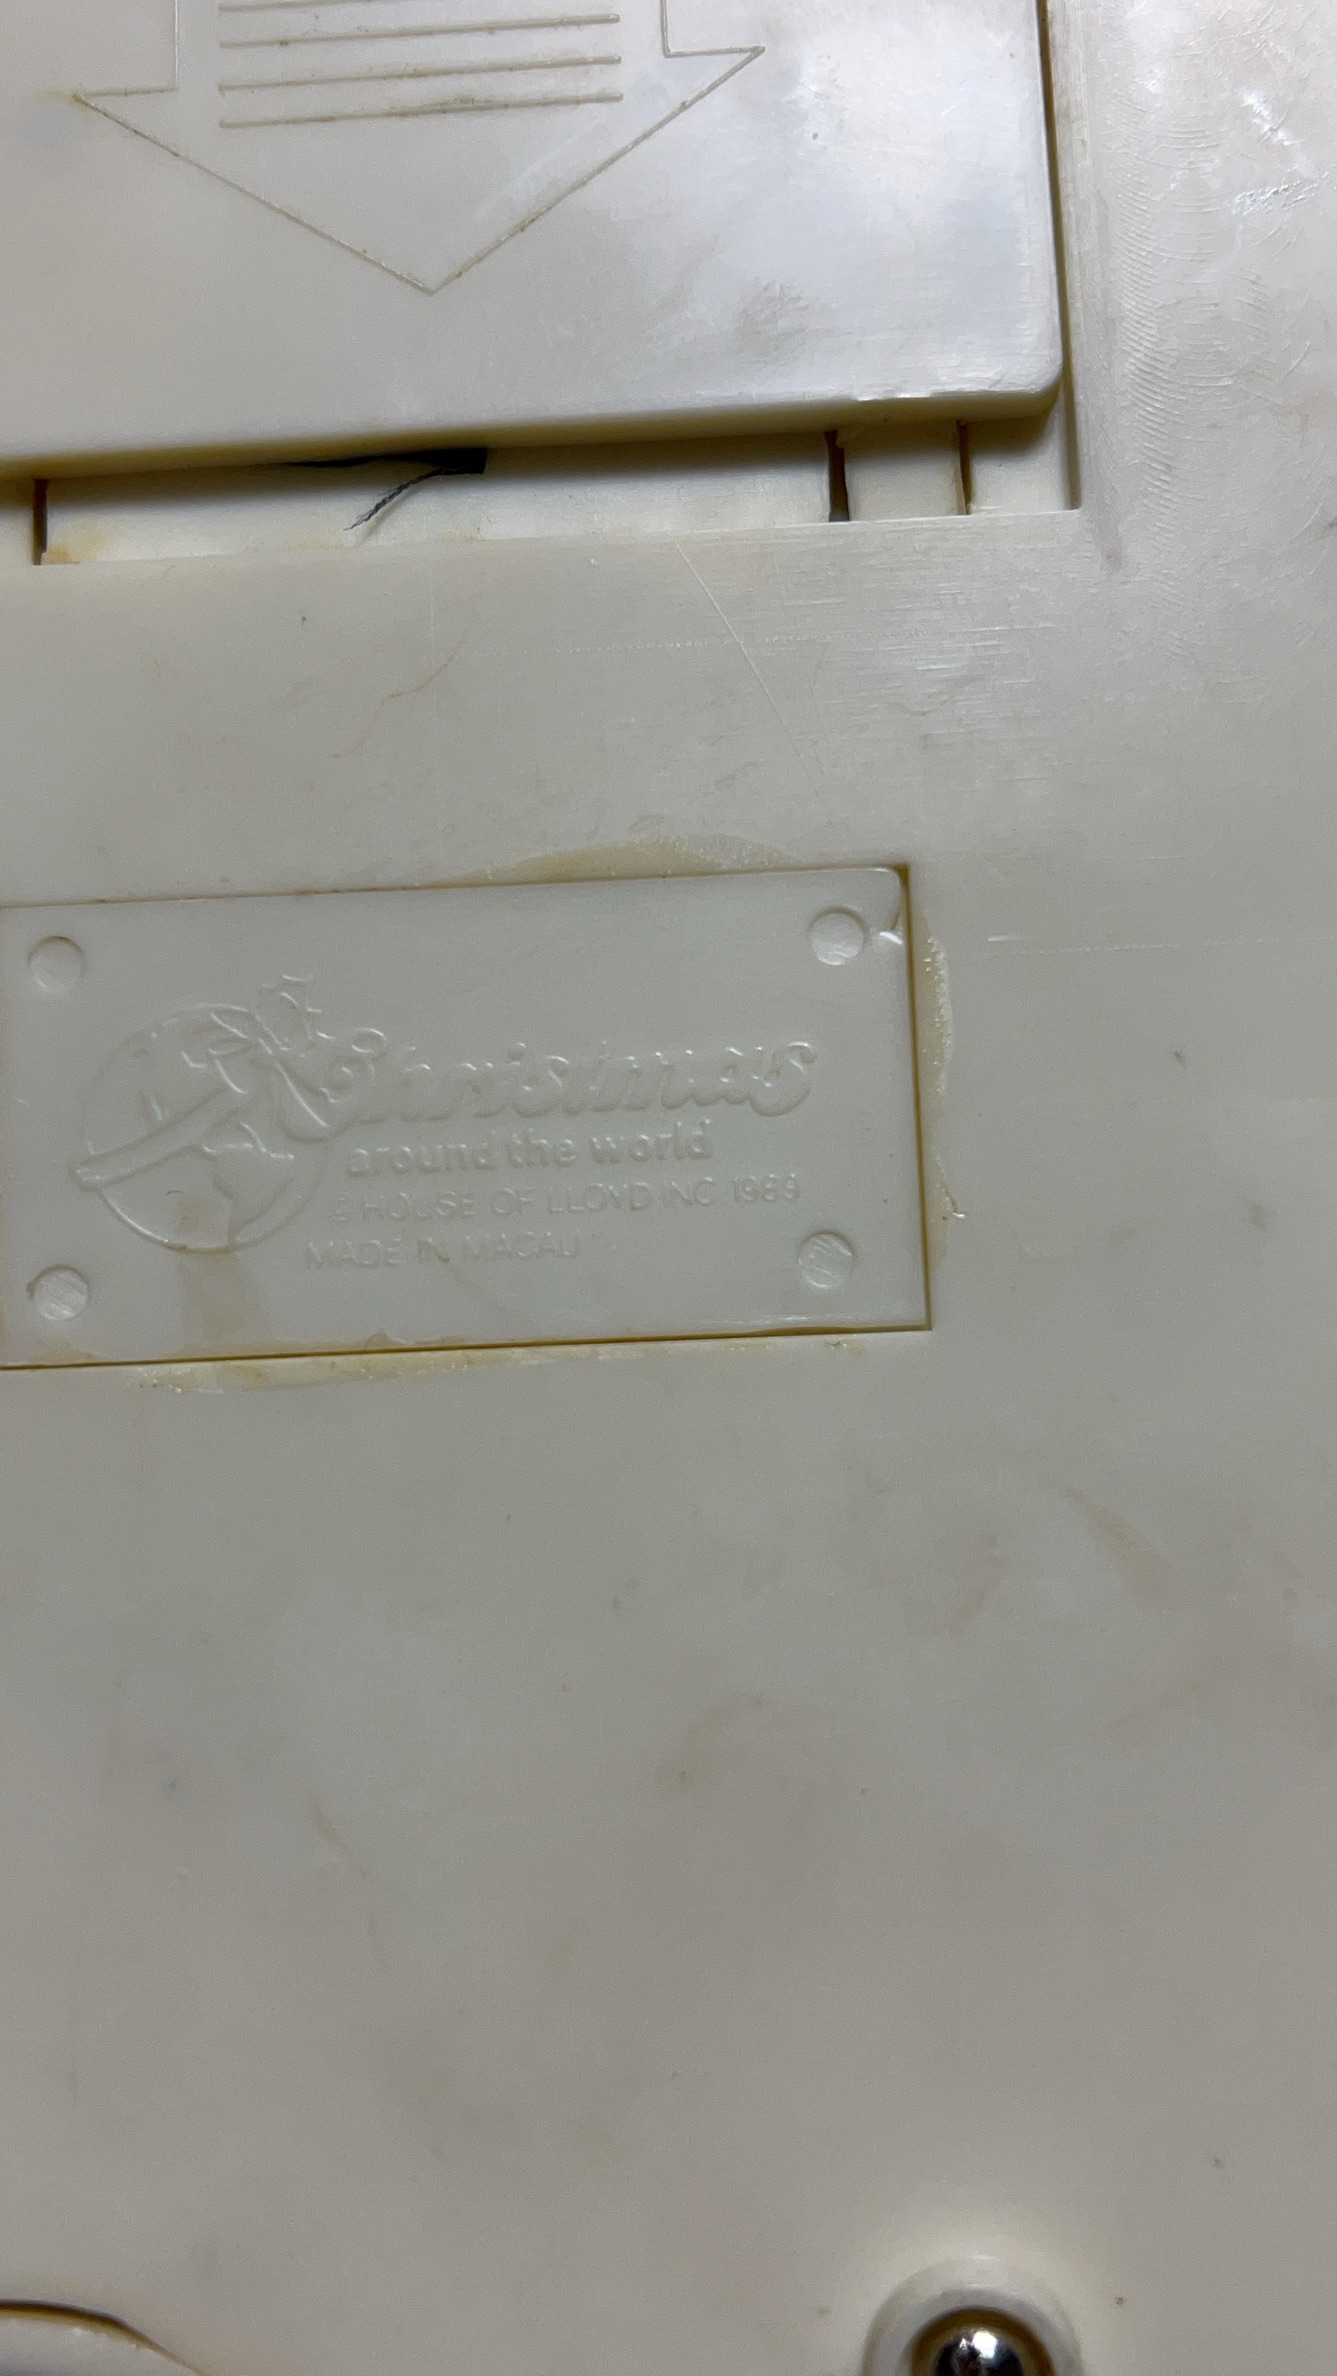 Christmas
around the world
© HOUSE OF LLOYD INC 1989
MADE IN MACAU